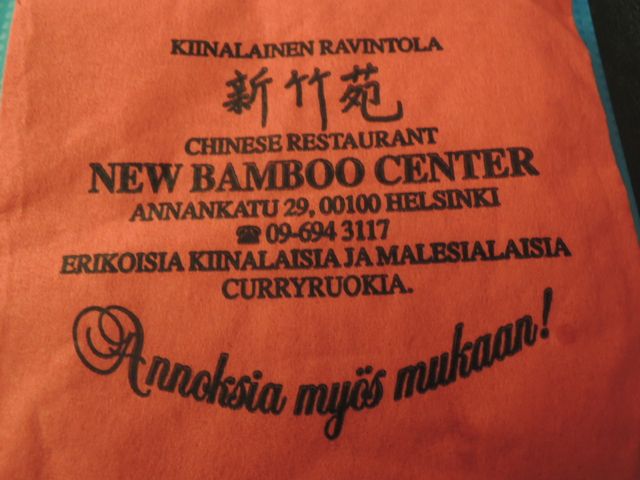 KIINALAINEN RAVINTOLA
新竹苑
CHINESE RESTAURANT
NEW BAMBOO CENTER
ANNANKATU 29, 00100 HELSINKI
☎ 09-694 3117
ERIKOISIA KIINALAISIA JA MALESIALAISIA
CURRYRUOKIA.
Annoksia myös mukaan!